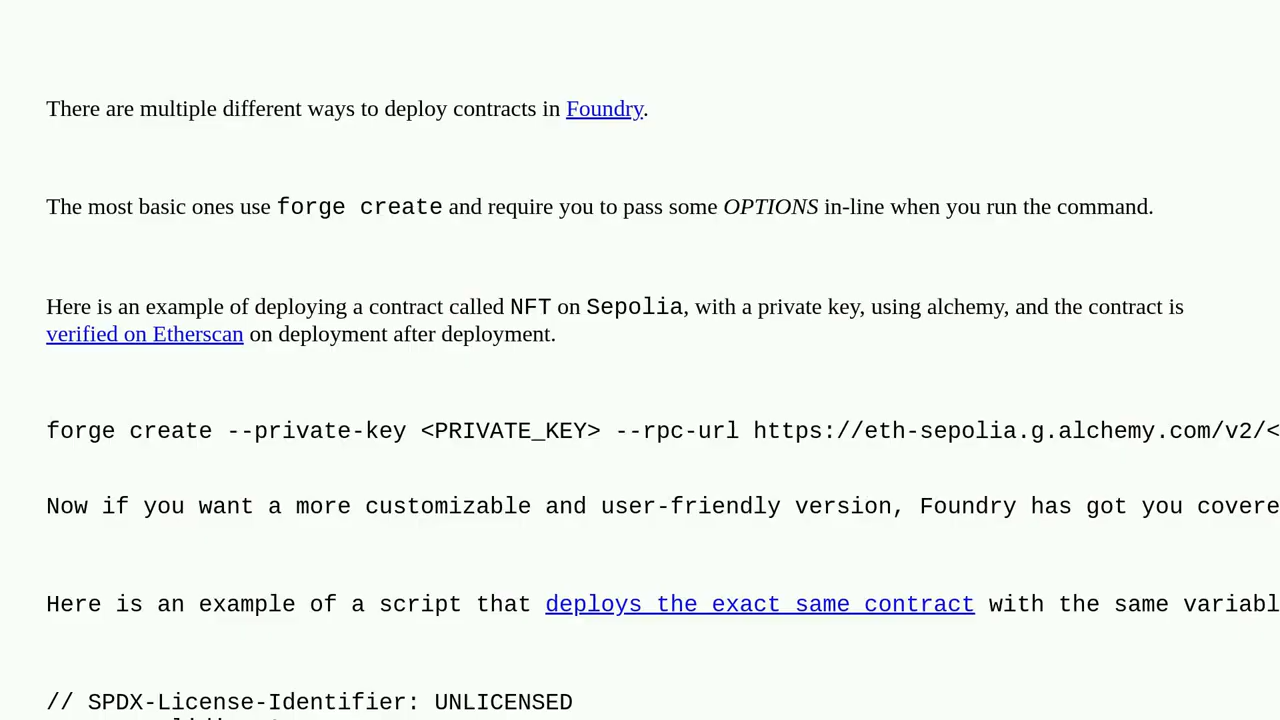 There are multiple different ways to deploy contracts in Foundry.
The most basic ones use forge create and require you to pass some OPTIONS in-line when you run the command.
Here is an example of deploying a contract called NFT on Sepolia, with a private key, using alchemy, and the contract is
verified on Etherscan on deployment after deployment.
forge create --private-key <PRIVATE_KEY> --rpc-url https://eth-sepolia.g.alchemy.com/v2/<
Now if you want a more customizable and user-friendly version, Foundry has got you covere
Here is an example of a script that deploys the exact same contract with the same variabl
// SPDX-License-Identifier: UNLICENSED